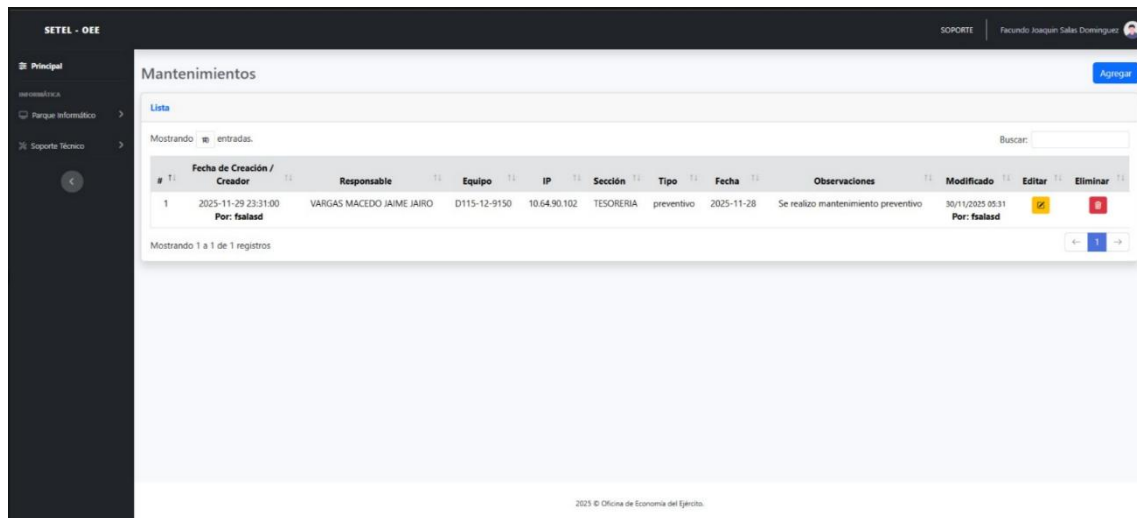 SETEL - OEE
SOPORTE
Facundo Joaquin Salas Dominguez
Principal
INFORMÁTICA
Parque Informático
Soporte Técnico
Mantenimientos
Agregar
Lista
Mostrando 10 entradas.
Buscar:
# Fecha de Creación / Creador Responsable Equipo IP Sección Tipo Fecha Observaciones Modificado Editar Eliminar
1 2025-11-29 23:31:00 VARGAS MACEDO JAIME JAIRO D115-12-9150 10.64.90.102 TESORERIA preventivo 2025-11-28 Se realizo mantenimiento preventivo 30/11/2025 05:31
Por: fsalasd Por: fsalasd
Mostrando 1 a 1 de 1 registros
← 1 →
2025 © Oficina de Economía del Ejército.